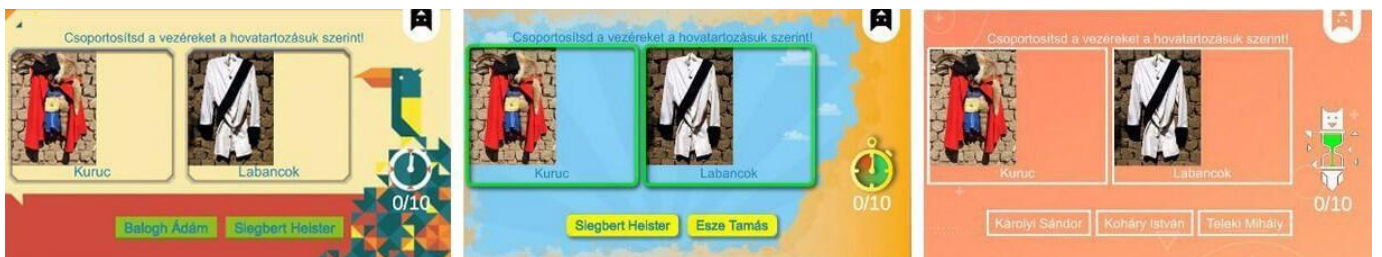 Csoportosítsd a vezéreket a hovatartozásuk szerint!
Kuruc
Labancok
0/10
Balogh Ádám
Siegbert Heister
Csoportosítsd a vezéreket a hovatartozásuk szerint!
Kuruc
Labancok
0/10
Siegbert Heister
Esze Tamás
Csoportosítsd a vezéreket a hovatartozásuk szerint!
Kuruc
Labancok
0/10
Károlyi Sándor
Koháry István
Teleki Mihály